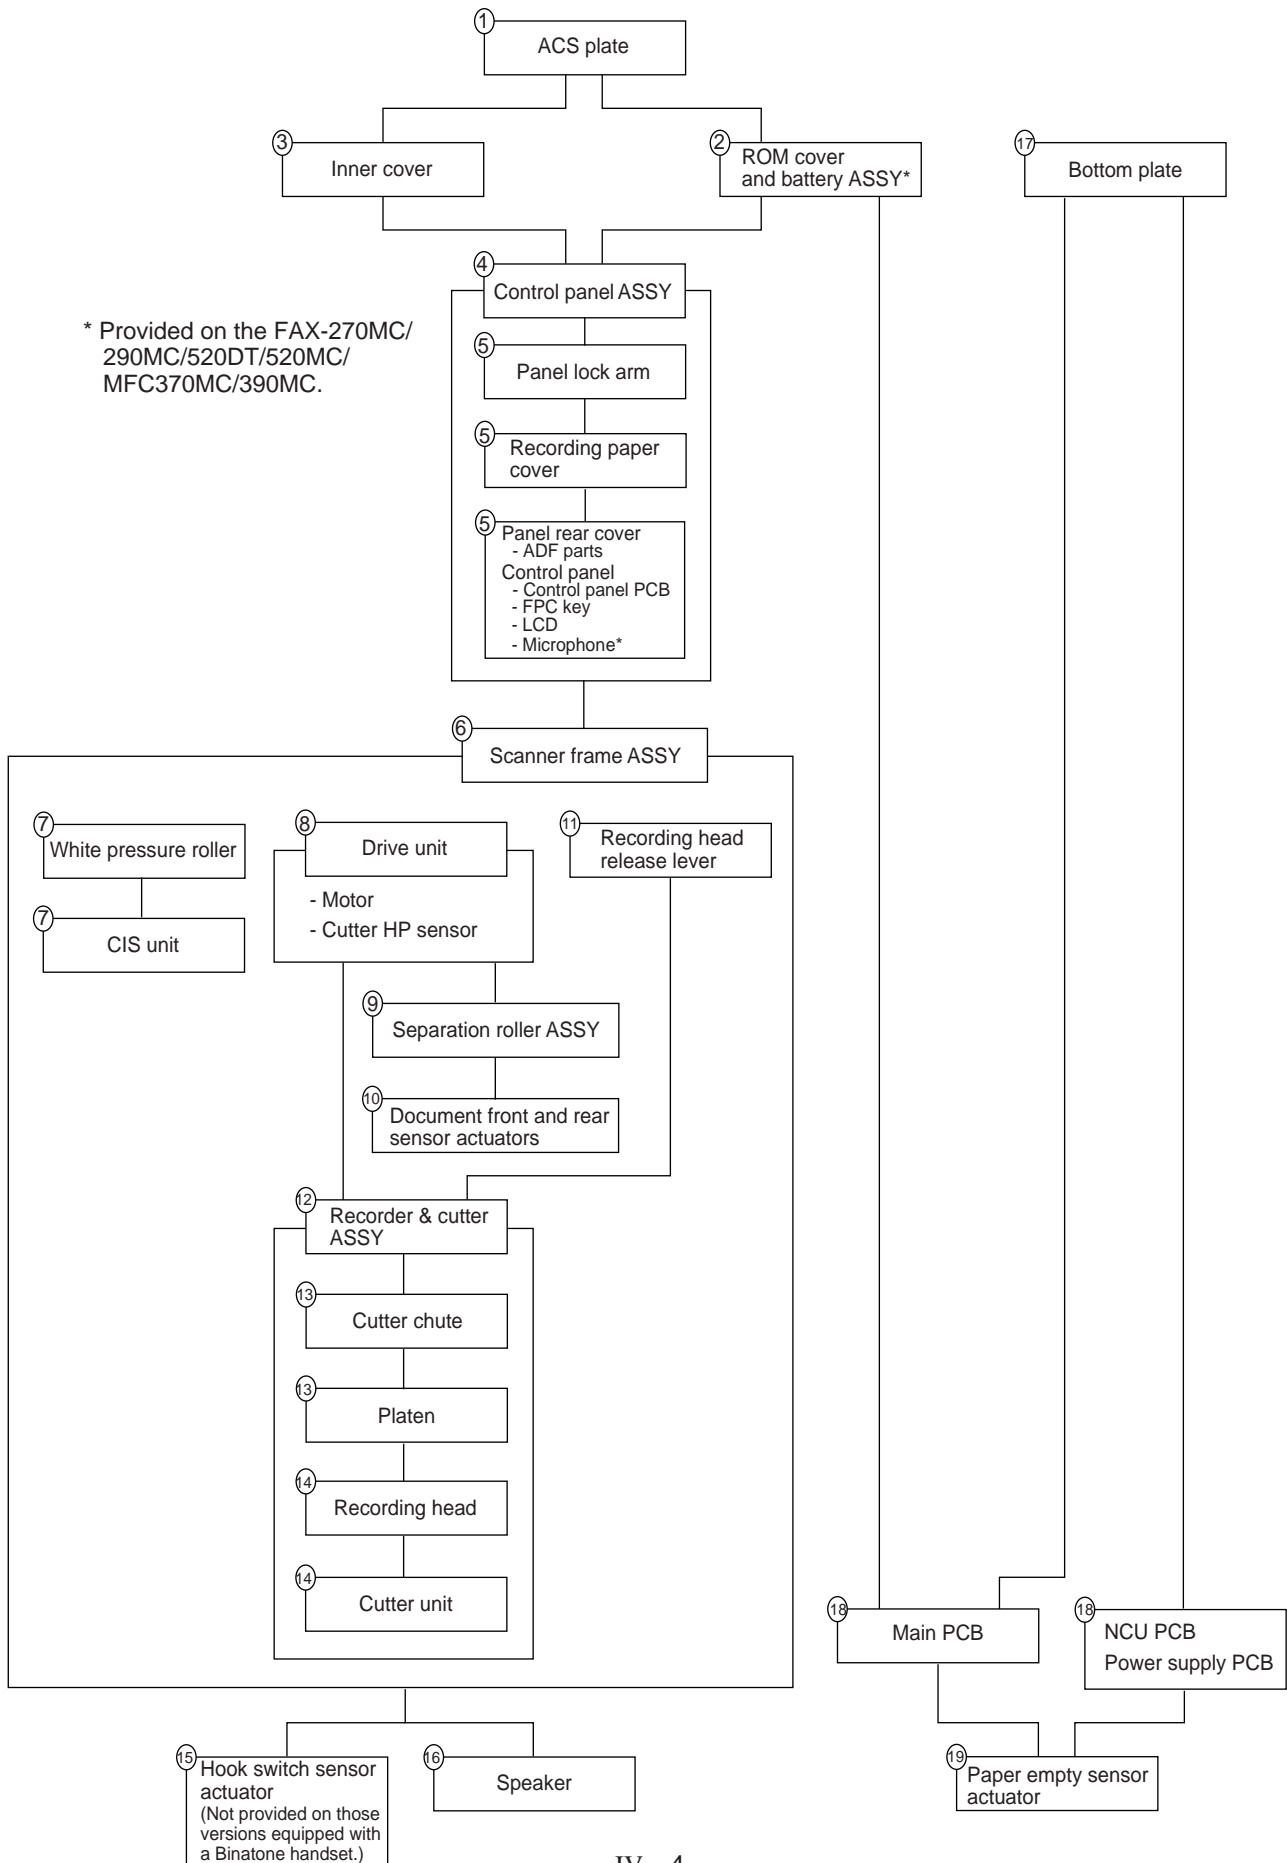 1
ACS plate
3
Inner cover
2
ROM cover
and battery ASSY*
17
Bottom plate
4
Control panel ASSY
* Provided on the FAX-270MC/
290MC/520DT/520MC/
MFC370MC/390MC.
5
Panel lock arm
5
Recording paper
cover
5
Panel rear cover
- ADF parts
Control panel
- Control panel PCB
- FPC key
- LCD
- Microphone*
6
Scanner frame ASSY
7
White pressure roller
8
Drive unit
- Motor
- Cutter HP sensor
11
Recording head
release lever
7
CIS unit
9
Separation roller ASSY
10
Document front and rear
sensor actuators
12
Recorder & cutter
ASSY
13
Cutter chute
13
Platen
14
Recording head
14
Cutter unit
18
Main PCB
18
NCU PCB
Power supply PCB
15
Hook switch sensor
actuator
(Not provided on those
versions equipped with
a Binatone handset.)
16
Speaker
19
Paper empty sensor
actuator